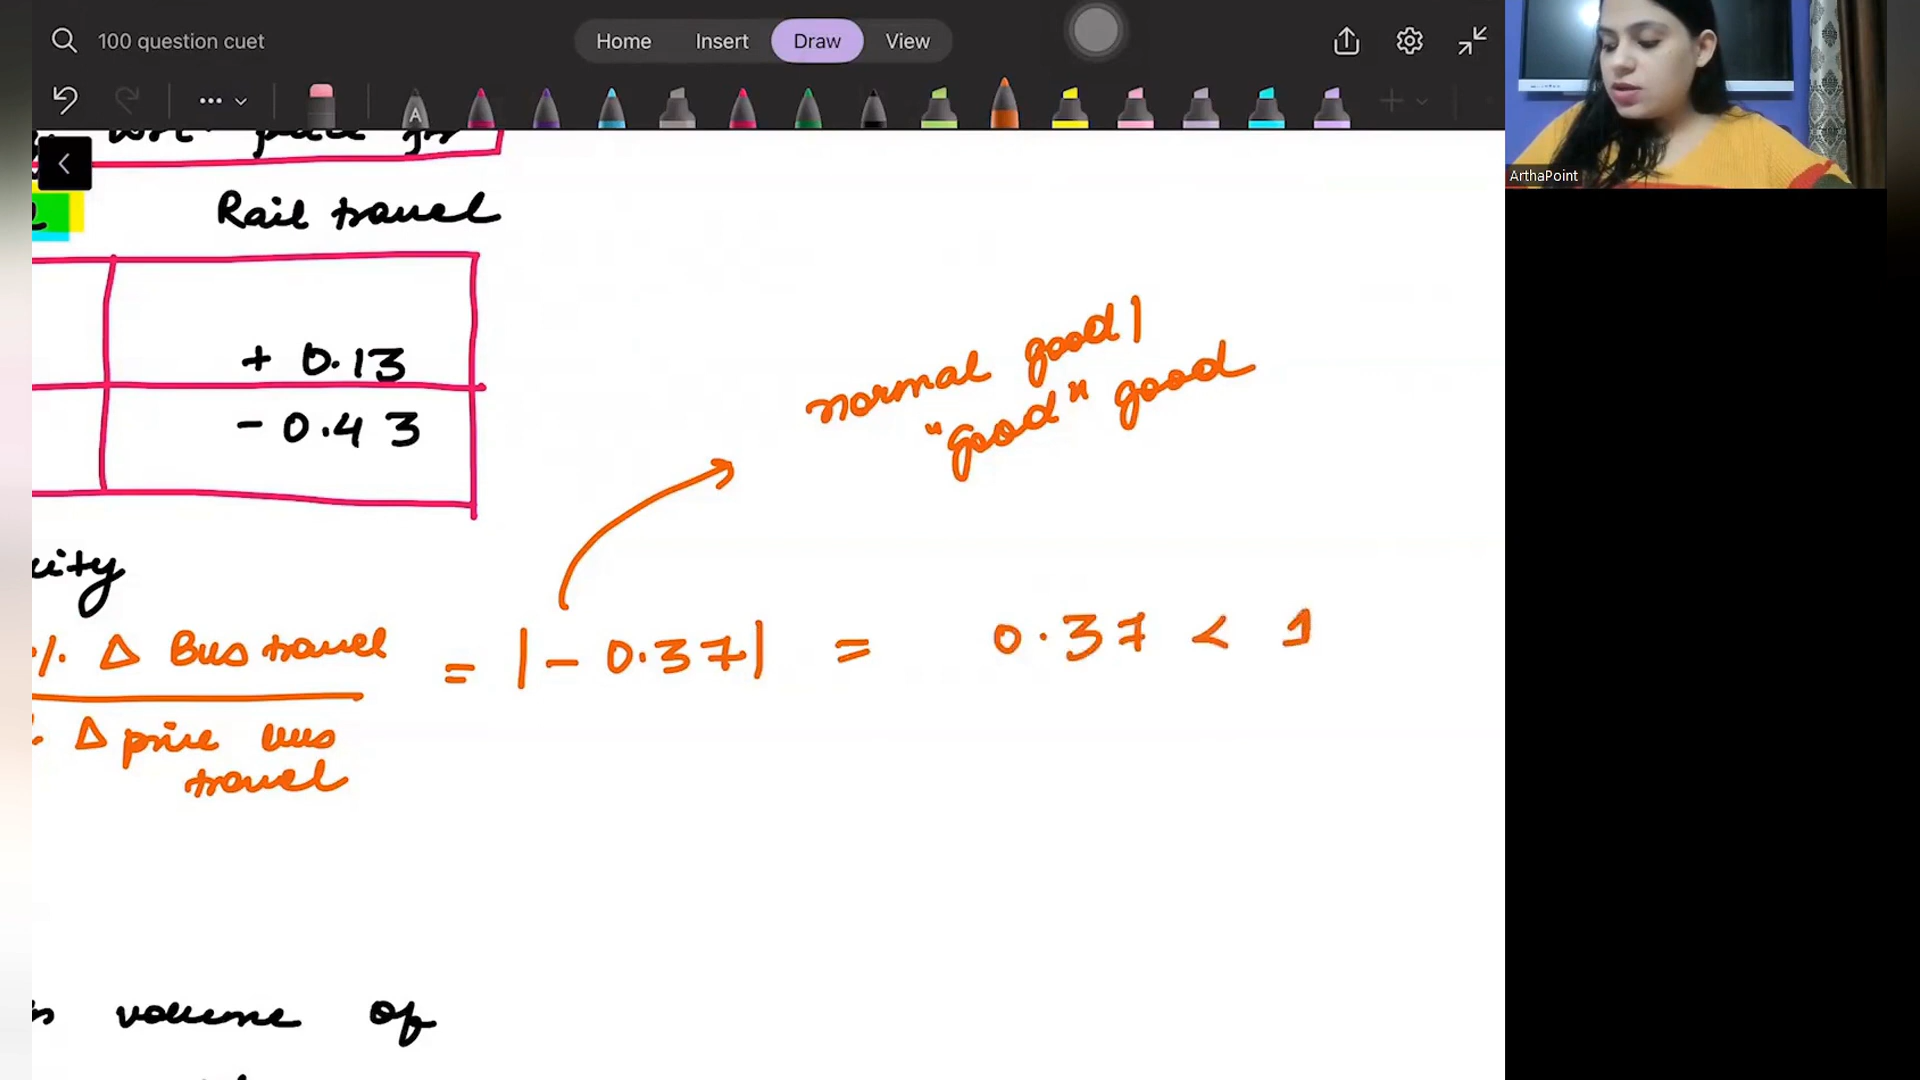 100 question cuet
Home Insert Draw View
A
ArthaPoint
Rail travel
+ 0.13
- 0.43
normal good |
"good" good
% Δ Bus travel = |- 0.37| = 0.37 < 1
Δ price bus
travel
volume of